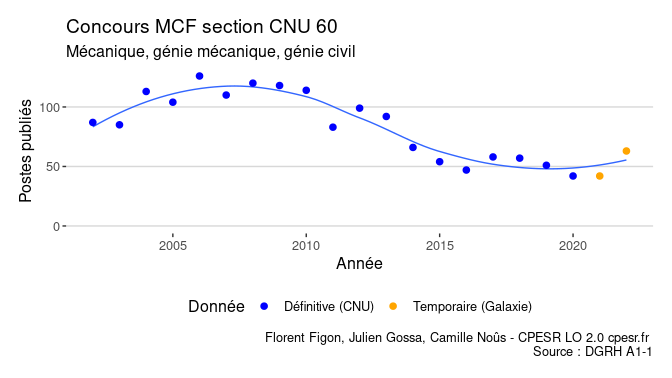 Concours MCF section CNU 60
Mécanique, génie mécanique, génie civil
Postes publiés
100
50
0
2005 2010 2015 2020
Année
Donnée Définitive (CNU) Temporaire (Galaxie)
Florent Figon, Julien Gossa, Camille Noûs - CPESR LO 2.0 cpesr.fr
Source : DGRH A1-1